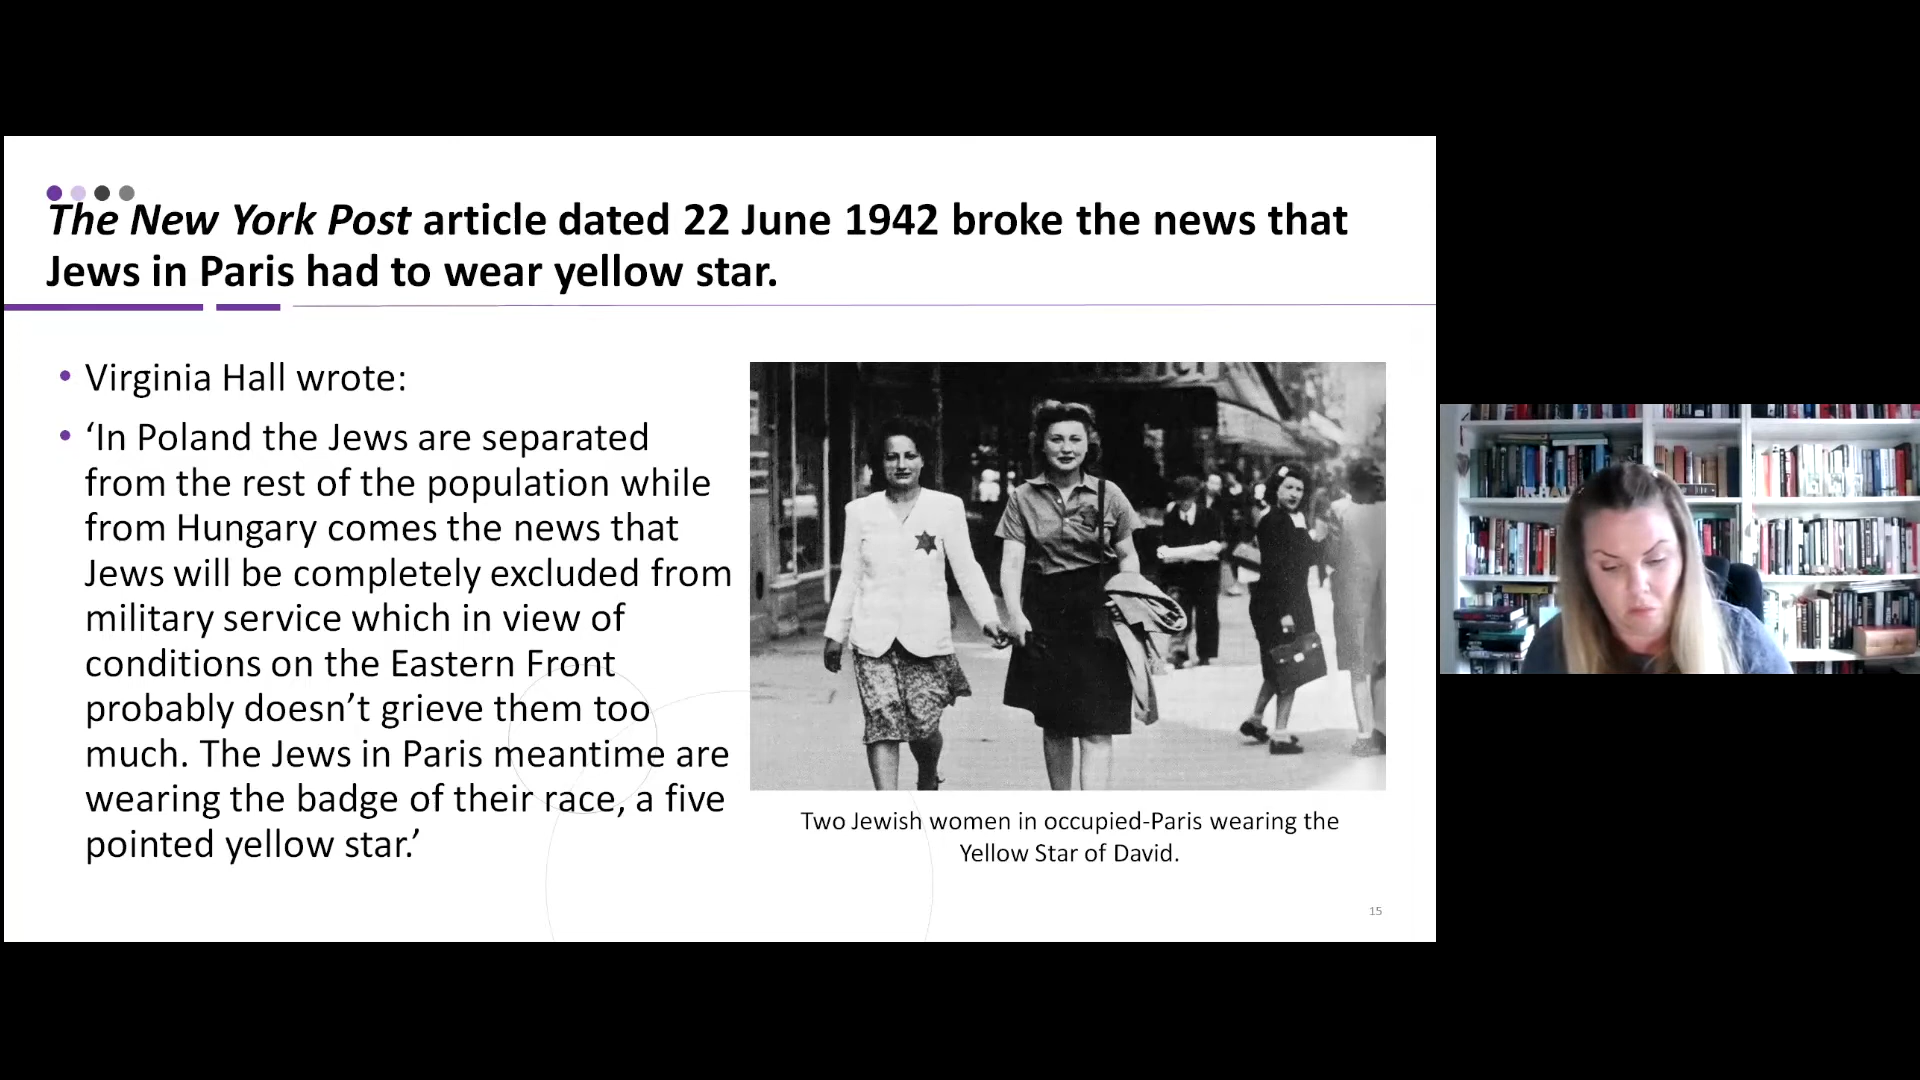 The New York Post article dated 22 June 1942 broke the news that
Jews in Paris had to wear yellow star.
• Virginia Hall wrote:
• ‘In Poland the Jews are separated
from the rest of the population while
from Hungary comes the news that
Jews will be completely excluded from
military service which in view of
conditions on the Eastern Front
probably doesn’t grieve them too
much. The Jews in Paris meantime are
wearing the badge of their race, a five
pointed yellow star.’
Two Jewish women in occupied-Paris wearing the
Yellow Star of David.
15